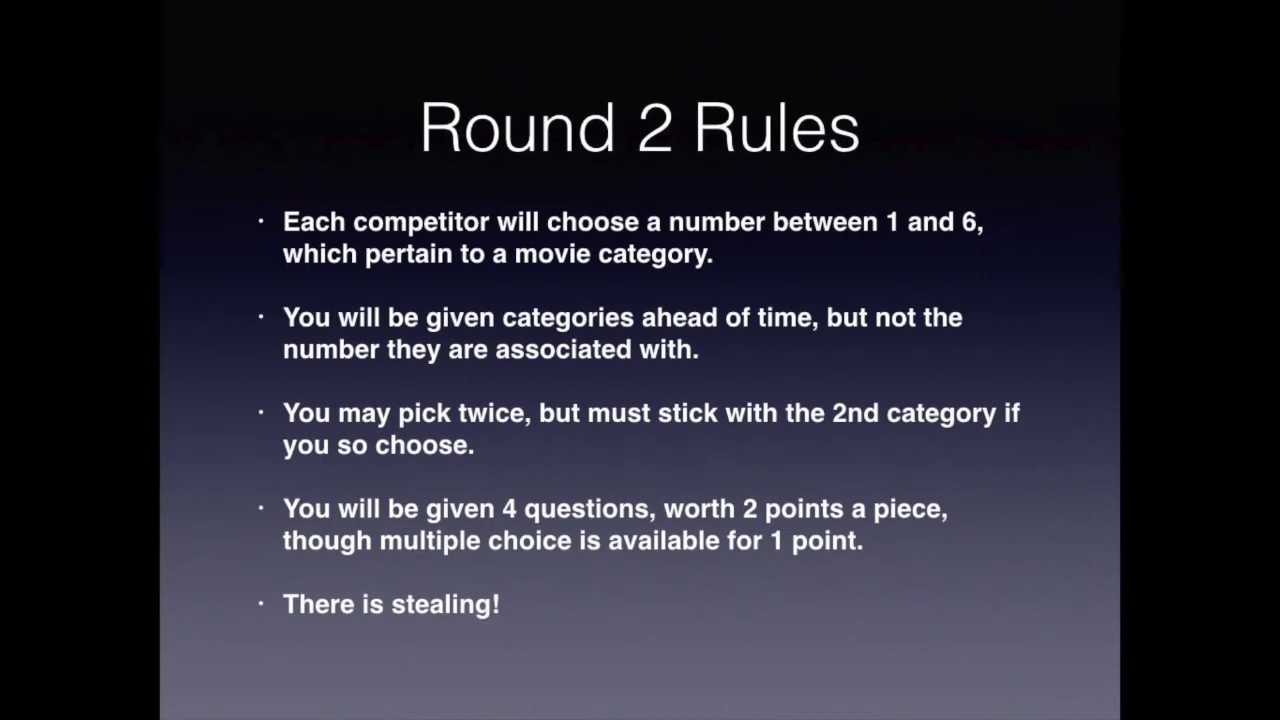 Round 2 Rules
· Each competitor will choose a number between 1 and 6,
which pertain to a movie category.
· You will be given categories ahead of time, but not the
number they are associated with.
· You may pick twice, but must stick with the 2nd category if
you so choose.
· You will be given 4 questions, worth 2 points a piece,
though multiple choice is available for 1 point.
· There is stealing!